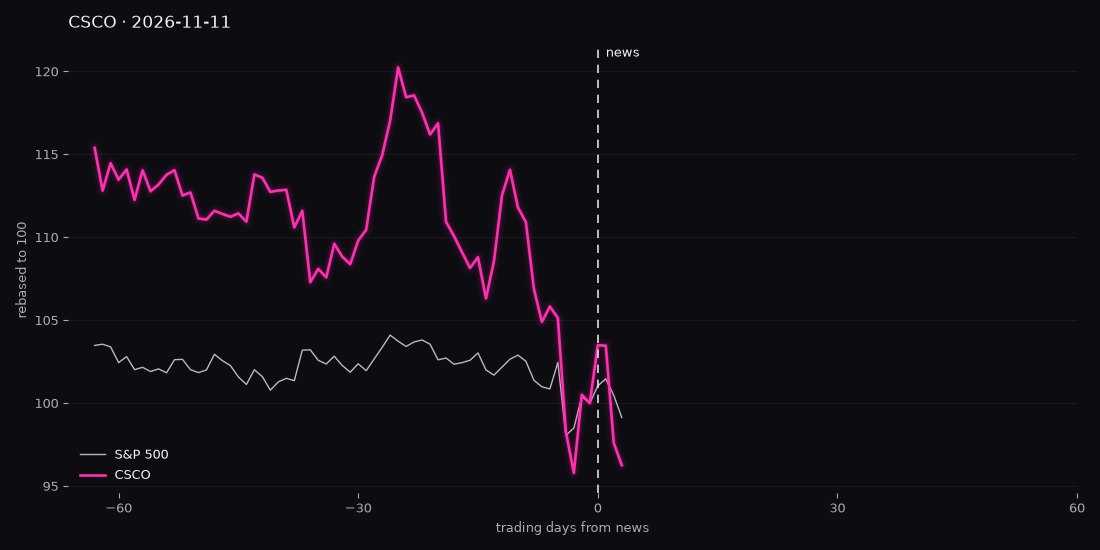 CSCO · 2026-11-11
news
120
115
110
105
100
95
rebased to 100
S&P 500
CSCO
−60
−30
0
30
60
trading days from news